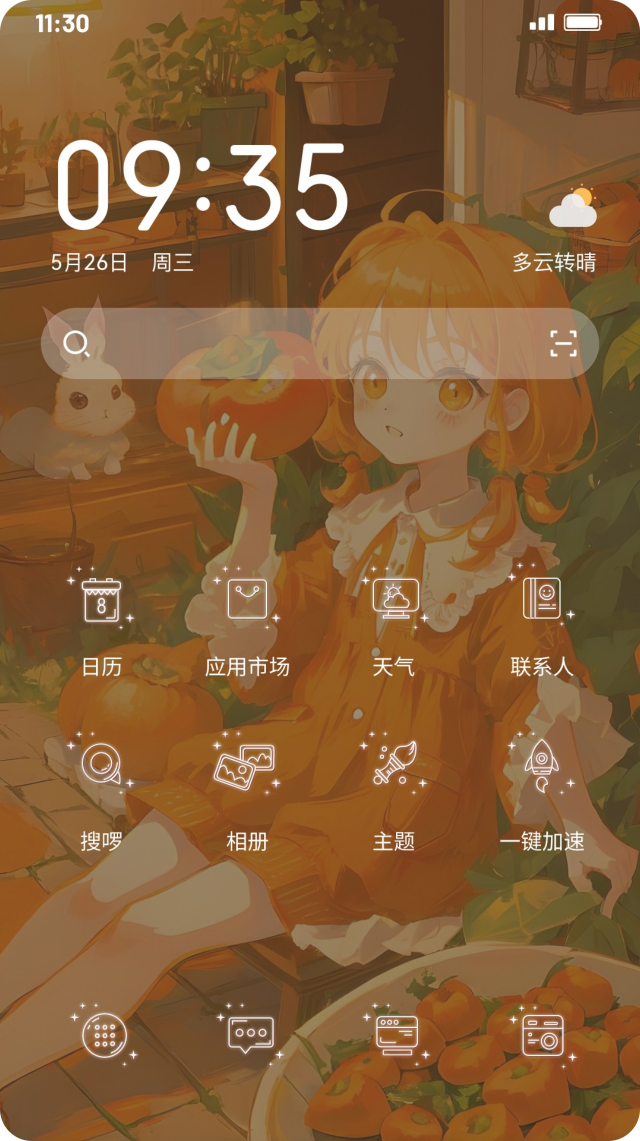 11:30
09:35
5月26日 周三
多云转晴
8
日历 应用市场 天气 联系人
搜啰 相册 主题 一键加速